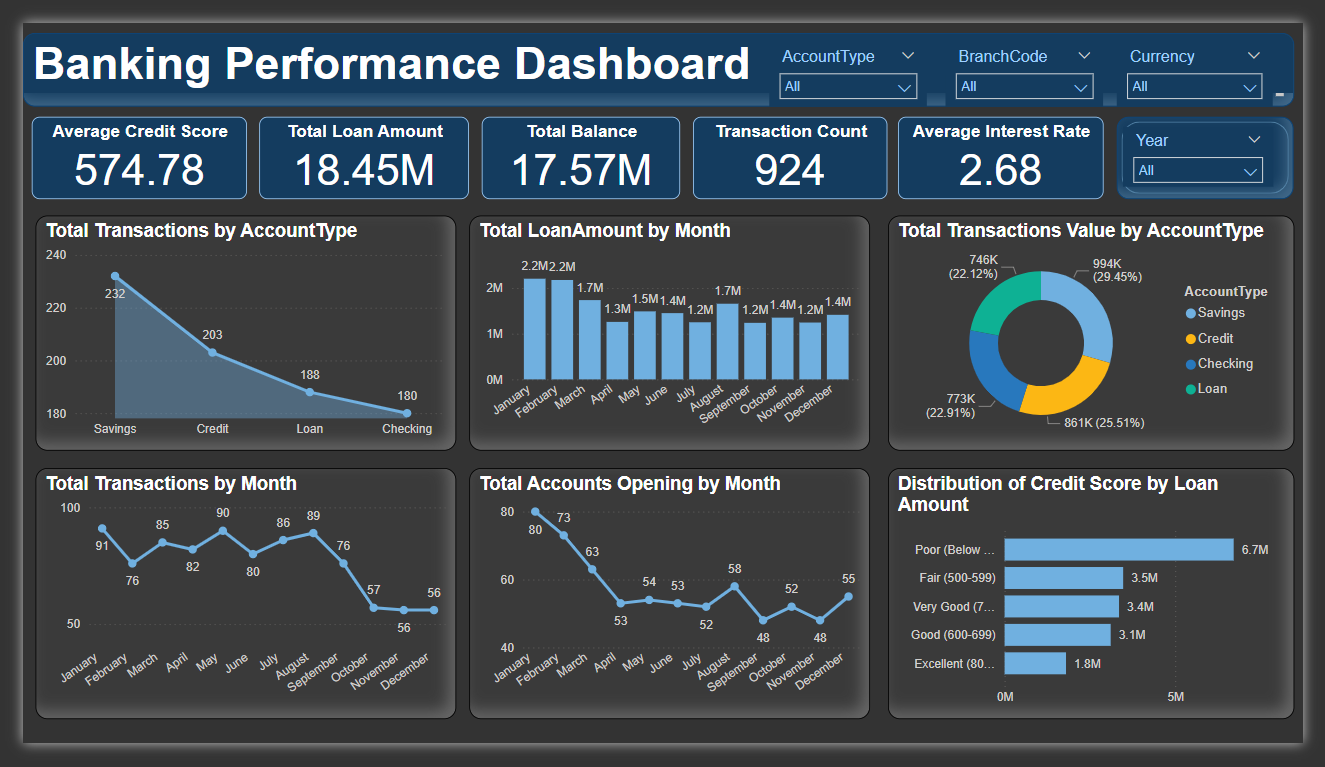 Banking Performance Dashboard
AccountType
All
BranchCode
All
Currency
All
Average Credit Score
574.78
Total Loan Amount
18.45M
Total Balance
17.57M
Transaction Count
924
Average Interest Rate
2.68
Year
All
Total Transactions by AccountType
240
220
200
180
232
203
188
180
Savings
Credit
Loan
Checking
Total LoanAmount by Month
2M
1M
0M
2.2M
2.2M
1.7M
1.3M
1.5M
1.4M
1.2M
1.7M
1.2M
1.4M
1.2M
1.4M
January
February
March
April
May
June
July
August
September
October
November
December
Total Transactions Value by AccountType
746K
(22.12%)
994K
(29.45%)
773K
(22.91%)
861K (25.51%)
AccountType
Savings
Credit
Checking
Loan
Total Transactions by Month
100
50
91
76
85
82
90
80
86
89
76
57
56
56
January
February
March
April
May
June
July
August
September
October
November
December
Total Accounts Opening by Month
80
60
40
80
73
63
53
54
53
52
58
48
52
48
55
January
February
March
April
May
June
July
August
September
October
November
December
Distribution of Credit Score by Loan
Amount
Poor (Below ...
6.7M
Fair (500-599)
3.5M
Very Good (7...
3.4M
Good (600-699)
3.1M
Excellent (80...
1.8M
0M
5M